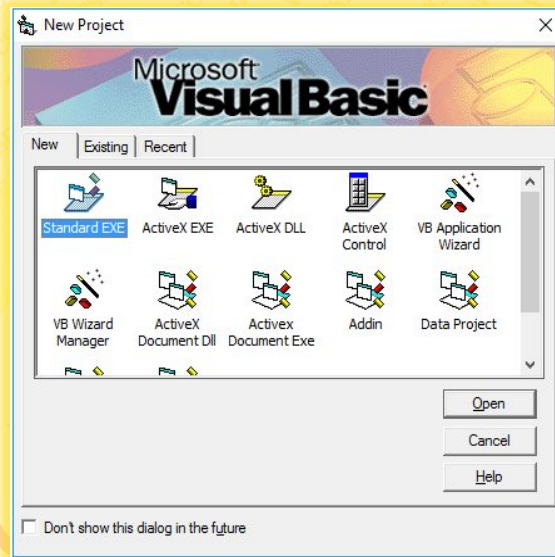 New Project
Microsoft
Visual Basic
New Existing Recent
Standard EXE ActiveX EXE ActiveX DLL ActiveX Control VB Application Wizard
VB Wizard Manager ActiveX Document Dll Activex Document Exe Addin Data Project
Open
Cancel
Help
Don't show this dialog in the future